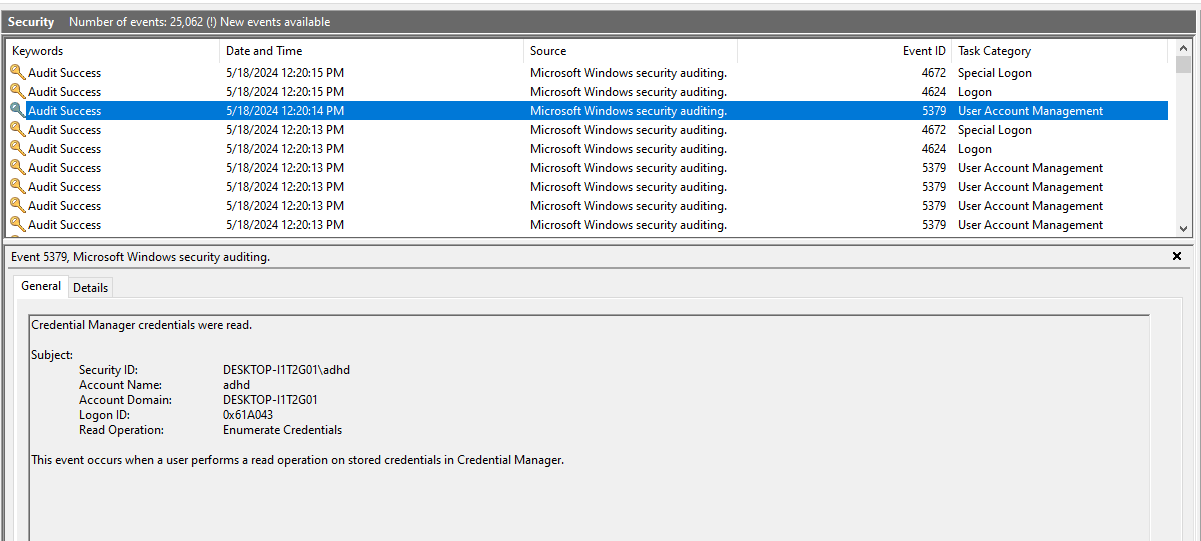 Security Number of events: 25,062 (!) New events available
Keywords Date and Time Source Event ID Task Category
Audit Success 5/18/2024 12:20:15 PM Microsoft Windows security auditing. 4672 Special Logon
Audit Success 5/18/2024 12:20:15 PM Microsoft Windows security auditing. 4624 Logon
Audit Success 5/18/2024 12:20:14 PM Microsoft Windows security auditing. 5379 User Account Management
Audit Success 5/18/2024 12:20:13 PM Microsoft Windows security auditing. 4672 Special Logon
Audit Success 5/18/2024 12:20:13 PM Microsoft Windows security auditing. 4624 Logon
Audit Success 5/18/2024 12:20:13 PM Microsoft Windows security auditing. 5379 User Account Management
Audit Success 5/18/2024 12:20:13 PM Microsoft Windows security auditing. 5379 User Account Management
Audit Success 5/18/2024 12:20:13 PM Microsoft Windows security auditing. 5379 User Account Management
Audit Success 5/18/2024 12:20:13 PM Microsoft Windows security auditing. 5379 User Account Management
Event 5379, Microsoft Windows security auditing.
General Details
Credential Manager credentials were read.
Subject:
Security ID: DESKTOP-I1T2G01\adhd
Account Name: adhd
Account Domain: DESKTOP-I1T2G01
Logon ID: 0x61A043
Read Operation: Enumerate Credentials
This event occurs when a user performs a read operation on stored credentials in Credential Manager.